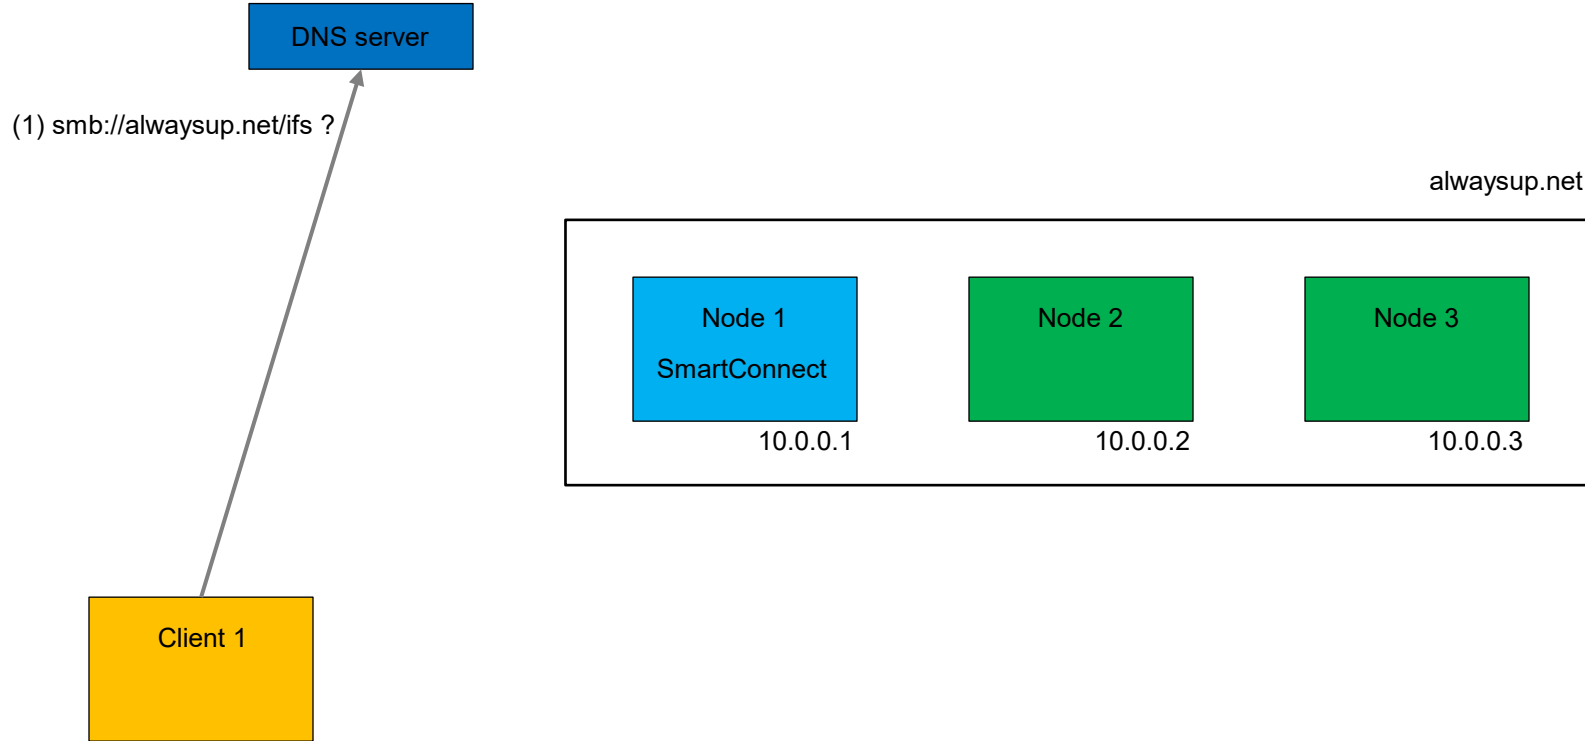 DNS server
(1) smb://alwaysup.net/ifs ?
alwaysup.net
Node 1
SmartConnect
Node 2
Node 3
10.0.0.1
10.0.0.2
10.0.0.3
Client 1